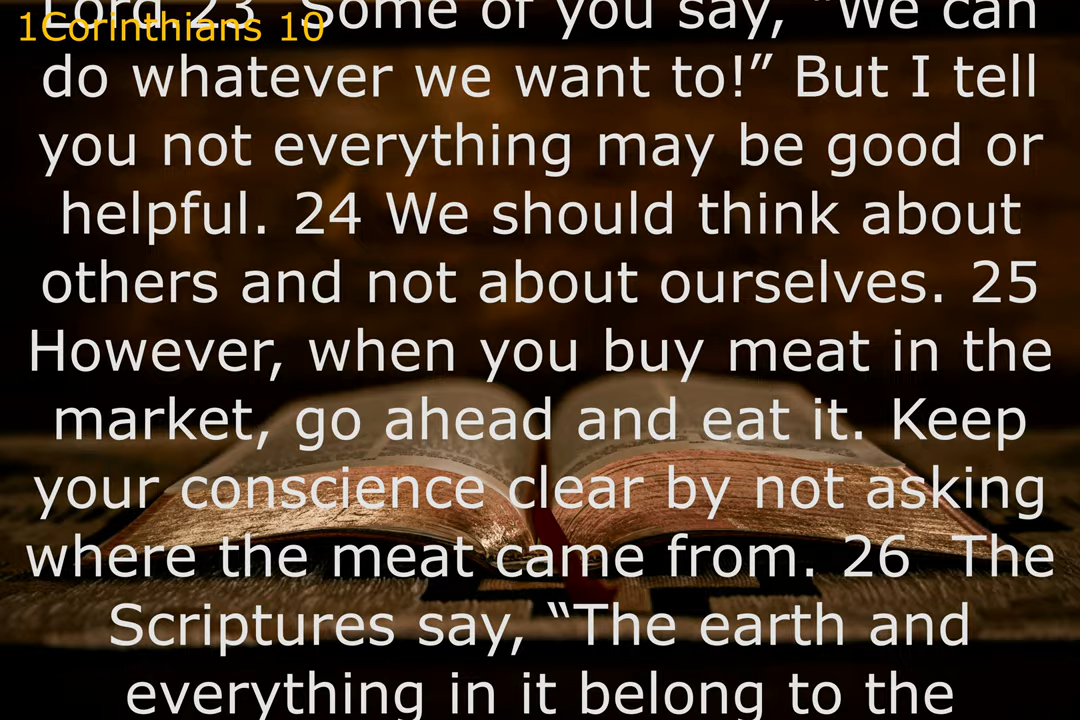 1Corinthians 10
Lord 23  Some of you say, “We can
do whatever we want to!” But I tell
you not everything may be good or
helpful. 24 We should think about
others and not about ourselves. 25
However, when you buy meat in the
market, go ahead and eat it. Keep
your conscience clear by not asking
where the meat came from. 26  The
Scriptures say, “The earth and
everything in it belong to the